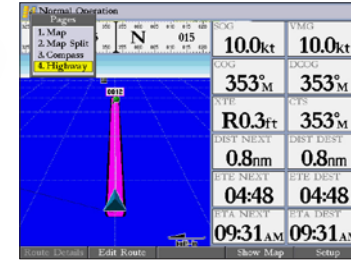 Normal Operation
Pages
1. Map
2. Map Split
3. Compass
4. Highway
N
015
0012
SOG
10.0kt
VMG
10.0kt
COG
353°M
DCOG
353°M
XTE
R0.3ft
CTS
353°M
DIST NEXT
0.8nm
DIST DEST
0.8nm
ETE NEXT
04:48
ETE DEST
04:48
ETA NEXT
09:31AM
ETA DEST
09:31AM
Route Details
Edit Route
Show Map
Setup